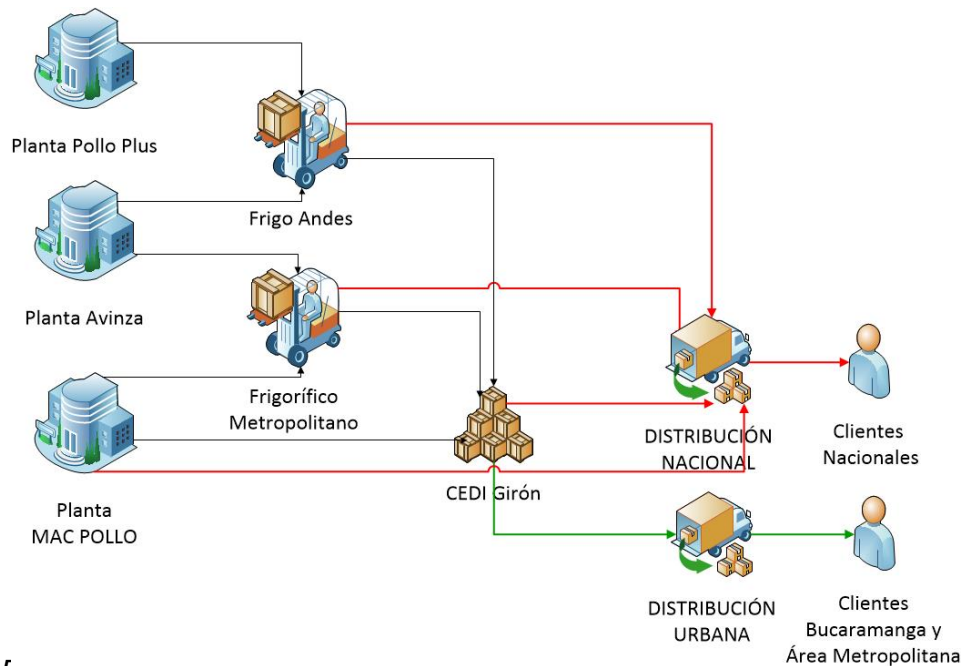 Planta Pollo Plus
Frigo Andes
Planta Avinza
Frigorífico
Metropolitano
Planta
MAC POLLO
CEDI Girón
DISTRIBUCIÓN
NACIONAL
Clientes
Nacionales
DISTRIBUCIÓN
URBANA
Clientes
Bucaramanga y
Área Metropolitana